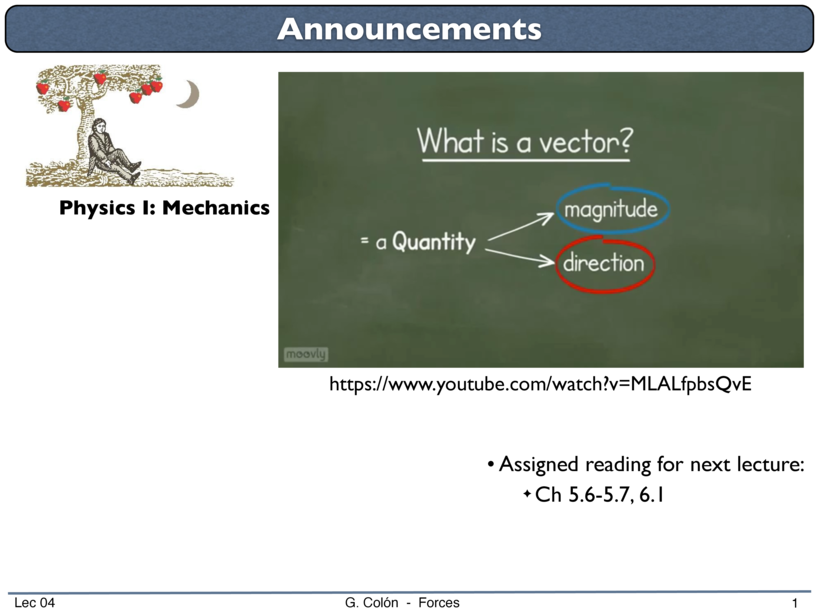 Announcements
Physics I: Mechanics
What is a vector?
= a Quantity
magnitude
direction
moovly
https://www.youtube.com/watch?v=MLALfpbsQvE
• Assigned reading for next lecture:
✦ Ch 5.6-5.7, 6.1
Lec 04
G. Colón - Forces
1